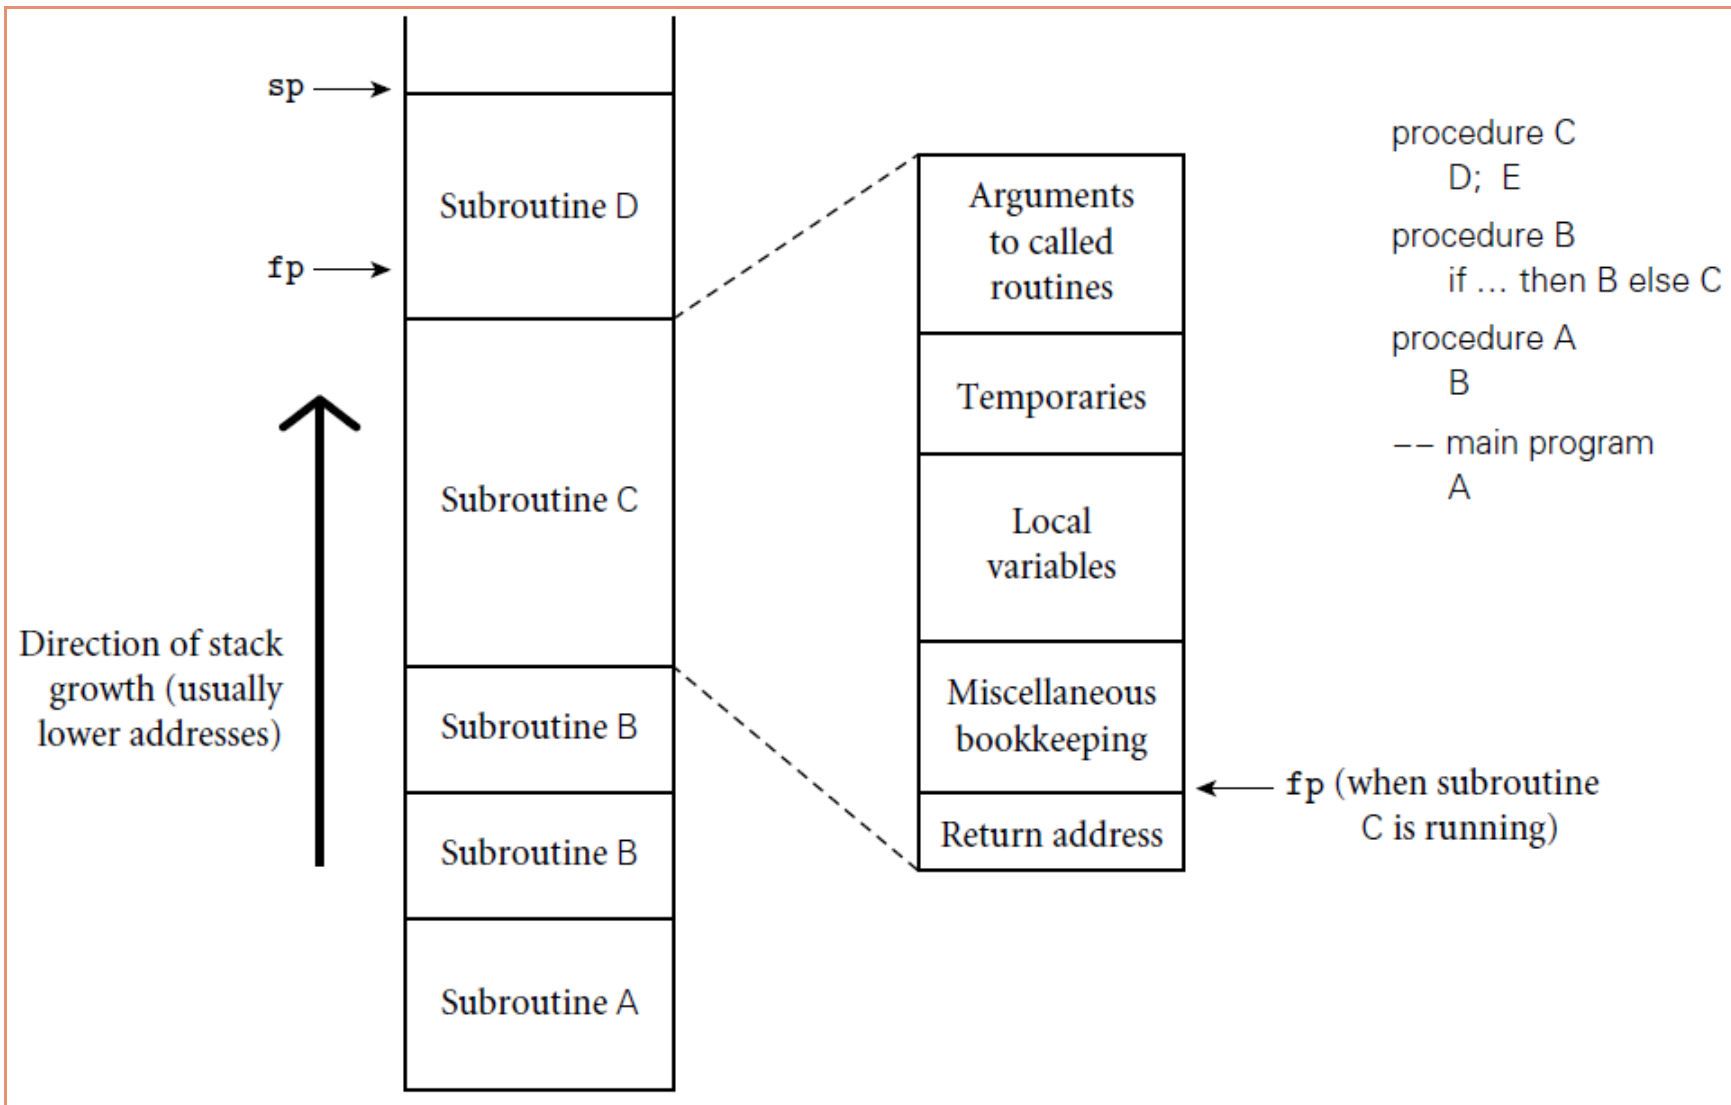 sp
Subroutine D
fp
Subroutine C
Direction of stack
growth (usually
lower addresses)
Subroutine B
Subroutine B
Subroutine A
Arguments
to called
routines
Temporaries
Local
variables
Miscellaneous
bookkeeping
Return address
fp (when subroutine
C is running)
procedure C
D; E
procedure B
if ... then B else C
procedure A
B
-- main program
A